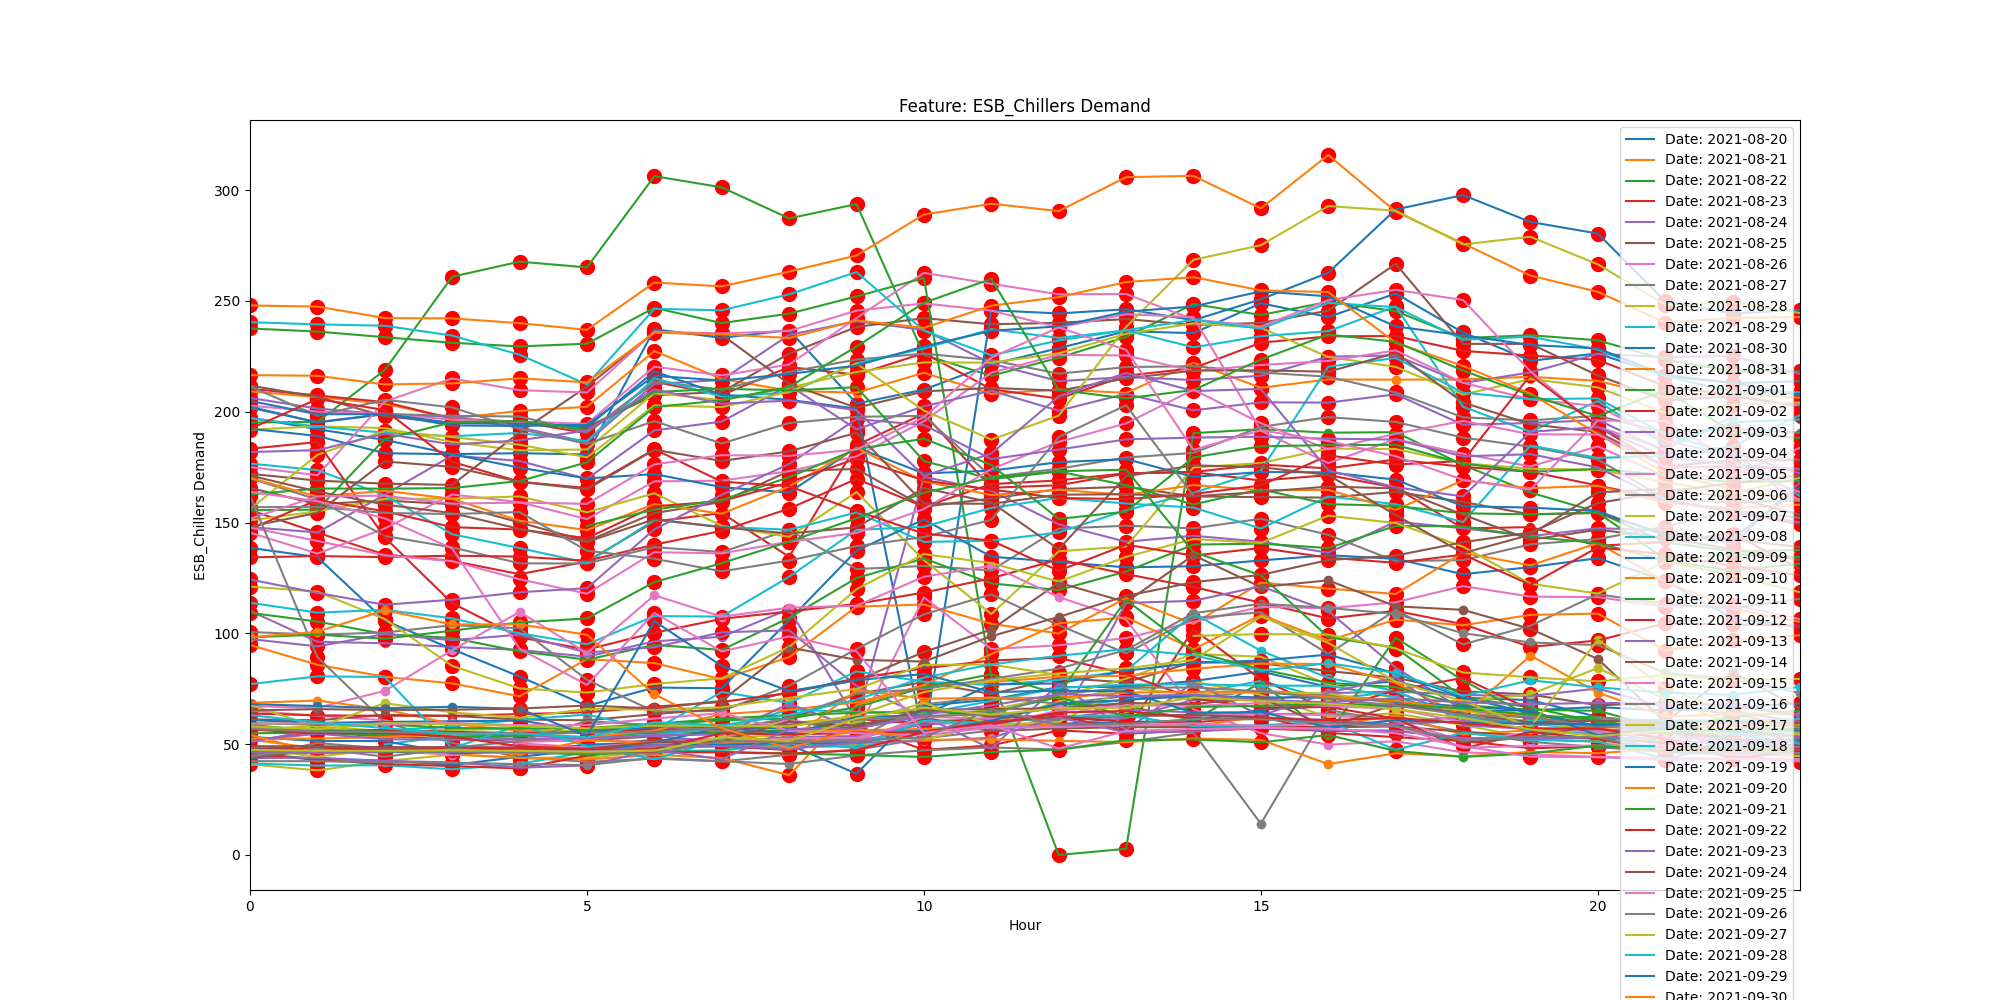 Feature: ESB_Chillers Demand
ESB_Chillers Demand
300
250
200
150
100
50
0
0
5
10
15
20
Hour
Date: 2021-08-20
Date: 2021-08-21
Date: 2021-08-22
Date: 2021-08-23
Date: 2021-08-24
Date: 2021-08-25
Date: 2021-08-26
Date: 2021-08-27
Date: 2021-08-28
Date: 2021-08-29
Date: 2021-08-30
Date: 2021-08-31
Date: 2021-09-01
Date: 2021-09-02
Date: 2021-09-03
Date: 2021-09-04
Date: 2021-09-05
Date: 2021-09-06
Date: 2021-09-07
Date: 2021-09-08
Date: 2021-09-09
Date: 2021-09-10
Date: 2021-09-11
Date: 2021-09-12
Date: 2021-09-13
Date: 2021-09-14
Date: 2021-09-15
Date: 2021-09-16
Date: 2021-09-17
Date: 2021-09-18
Date: 2021-09-19
Date: 2021-09-20
Date: 2021-09-21
Date: 2021-09-22
Date: 2021-09-23
Date: 2021-09-24
Date: 2021-09-25
Date: 2021-09-26
Date: 2021-09-27
Date: 2021-09-28
Date: 2021-09-29
Date: 2021-09-30